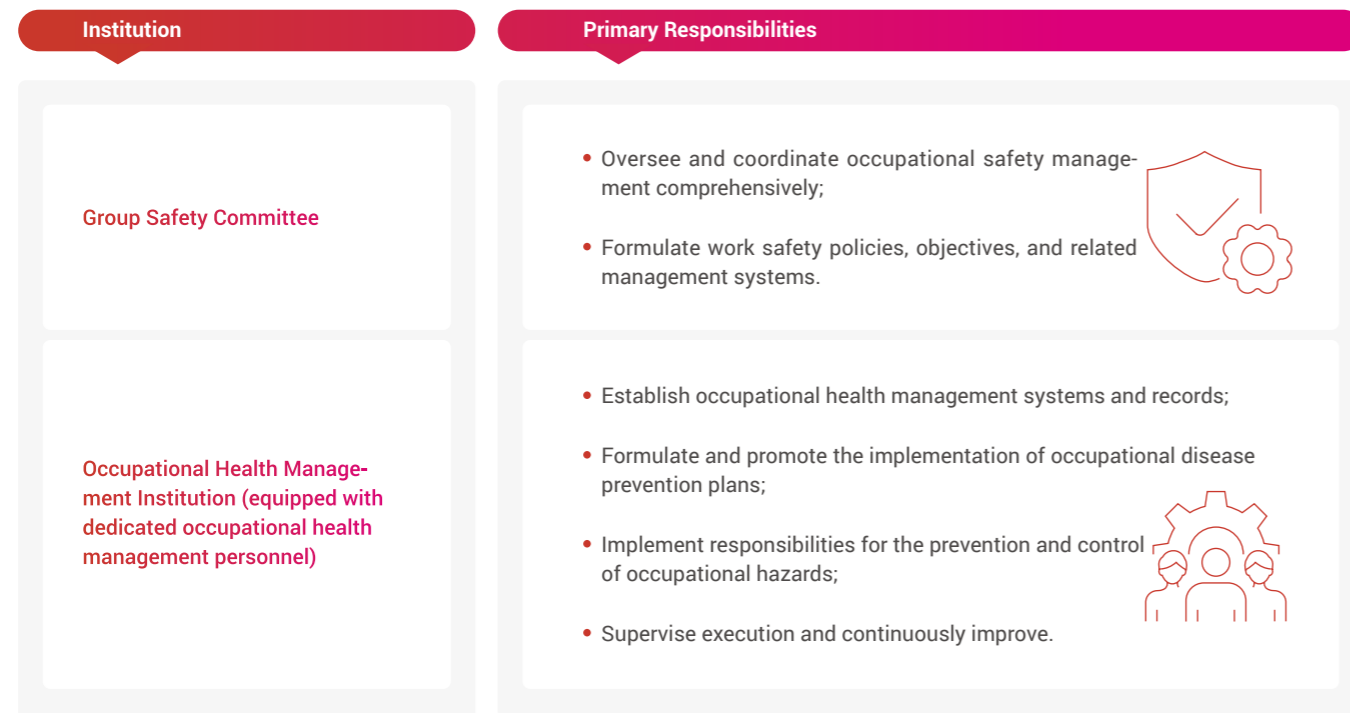 Institution
Primary Responsibilities
Group Safety Committee
• Oversee and coordinate occupational safety manage-
ment comprehensively;
• Formulate work safety policies, objectives, and related
management systems.
Occupational Health Manage-
ment Institution (equipped with
dedicated occupational health
management personnel)
• Establish occupational health management systems and records;
• Formulate and promote the implementation of occupational disease
prevention plans;
• Implement responsibilities for the prevention and control
of occupational hazards;
• Supervise execution and continuously improve.